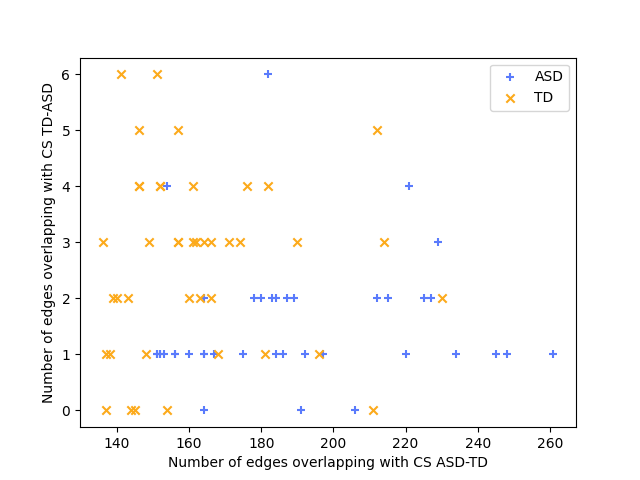 ASD
TD
Number of edges overlapping with CS TD-ASD
6
5
4
3
2
1
0
140 160 180 200 220 240 260
Number of edges overlapping with CS ASD-TD